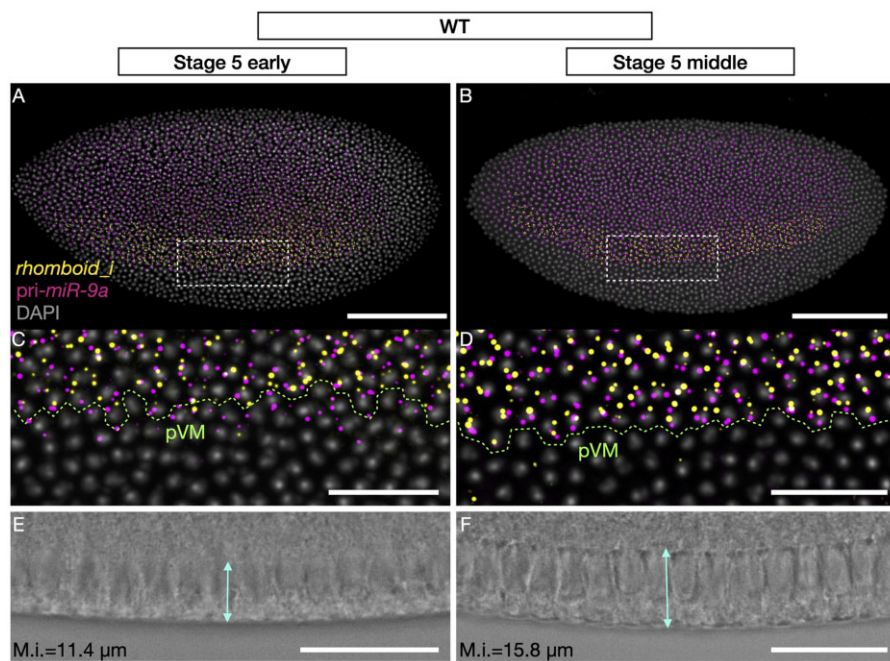 WT
Stage 5 early
Stage 5 middle
A
B
rhomboid_i
pri-miR-9a
DAPI
C
D
pVM
pVM
E
F
M.i.=11.4 µm
M.i.=15.8 µm